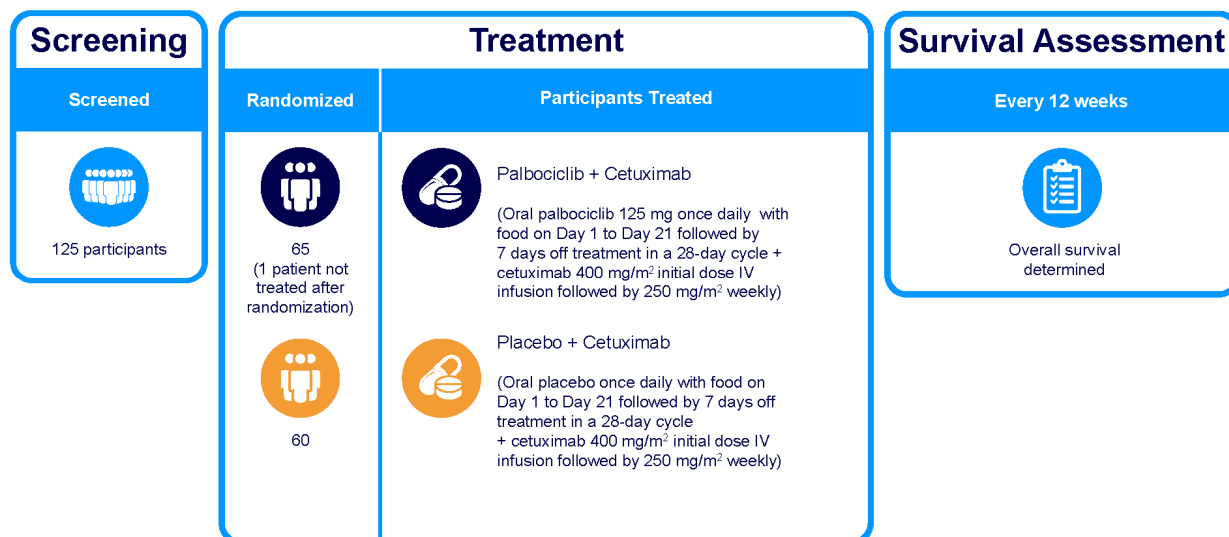 Screening
Screened
125 participants
Treatment
Randomized
Participants Treated
65
(1 patient not
treated after
randomization)
Palbociclib + Cetuximab
(Oral palbociclib 125 mg once daily with
food on Day 1 to Day 21 followed by
7 days off treatment in a 28-day cycle +
cetuximab 400 mg/m² initial dose IV
infusion followed by 250 mg/m² weekly)
60
Placebo + Cetuximab
(Oral placebo once daily with food on
Day 1 to Day 21 followed by 7 days off
treatment in a 28-day cycle
+ cetuximab 400 mg/m² initial dose IV
infusion followed by 250 mg/m² weekly)
Survival Assessment
Every 12 weeks
Overall survival
determined